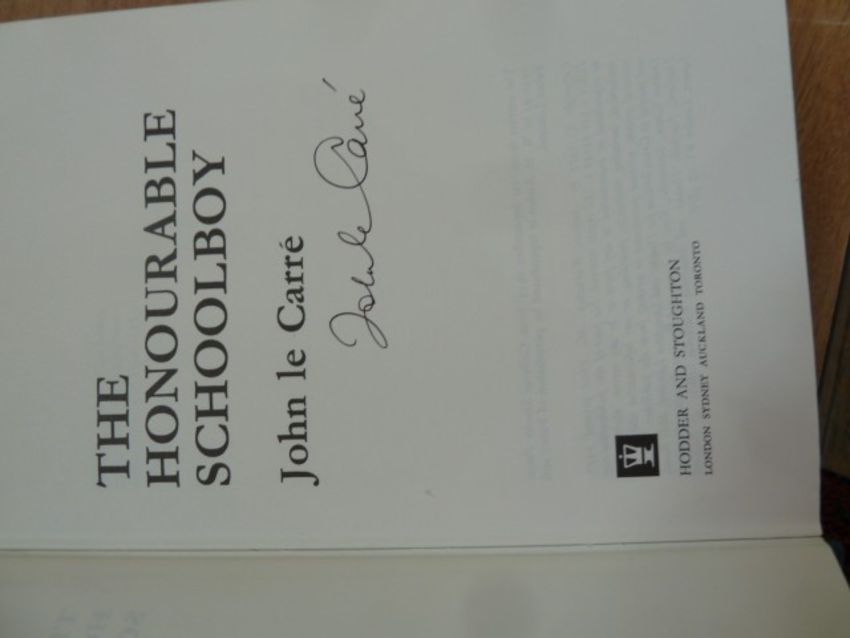 THE
HONOURABLE
SCHOOLBOY
John le Carré
John le Carré
HODDER AND STOUGHTON
LONDON SYDNEY AUCKLAND TORONTO